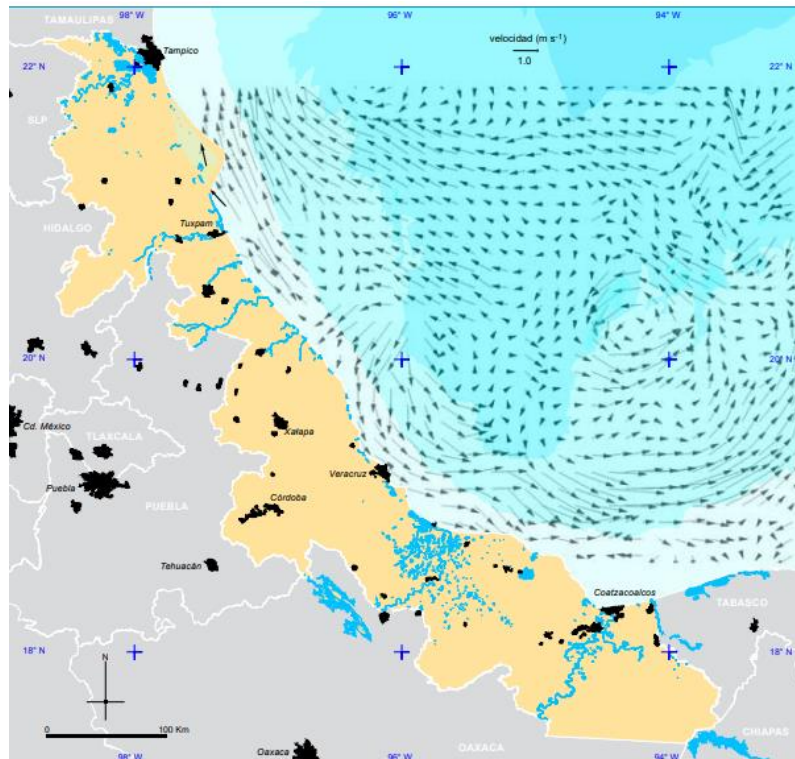 TAMAULIPAS
98° W
96° W
94° W
velocidad (m s⁻¹)
1.0
Tampico
22° N
22° N
SLP
HIDALGO
Tuxpam
20° N
20° N
Cd. México
TLAXCALA
Xalapa
Puebla
Veracruz
PUEBLA
Córdoba
Tehuacán
Coatzacoalcos
TABASCO
N
18° N
18° N
0
100 Km
98° W
Oaxaca
96° W
OAXACA
94° W
CHIAPAS